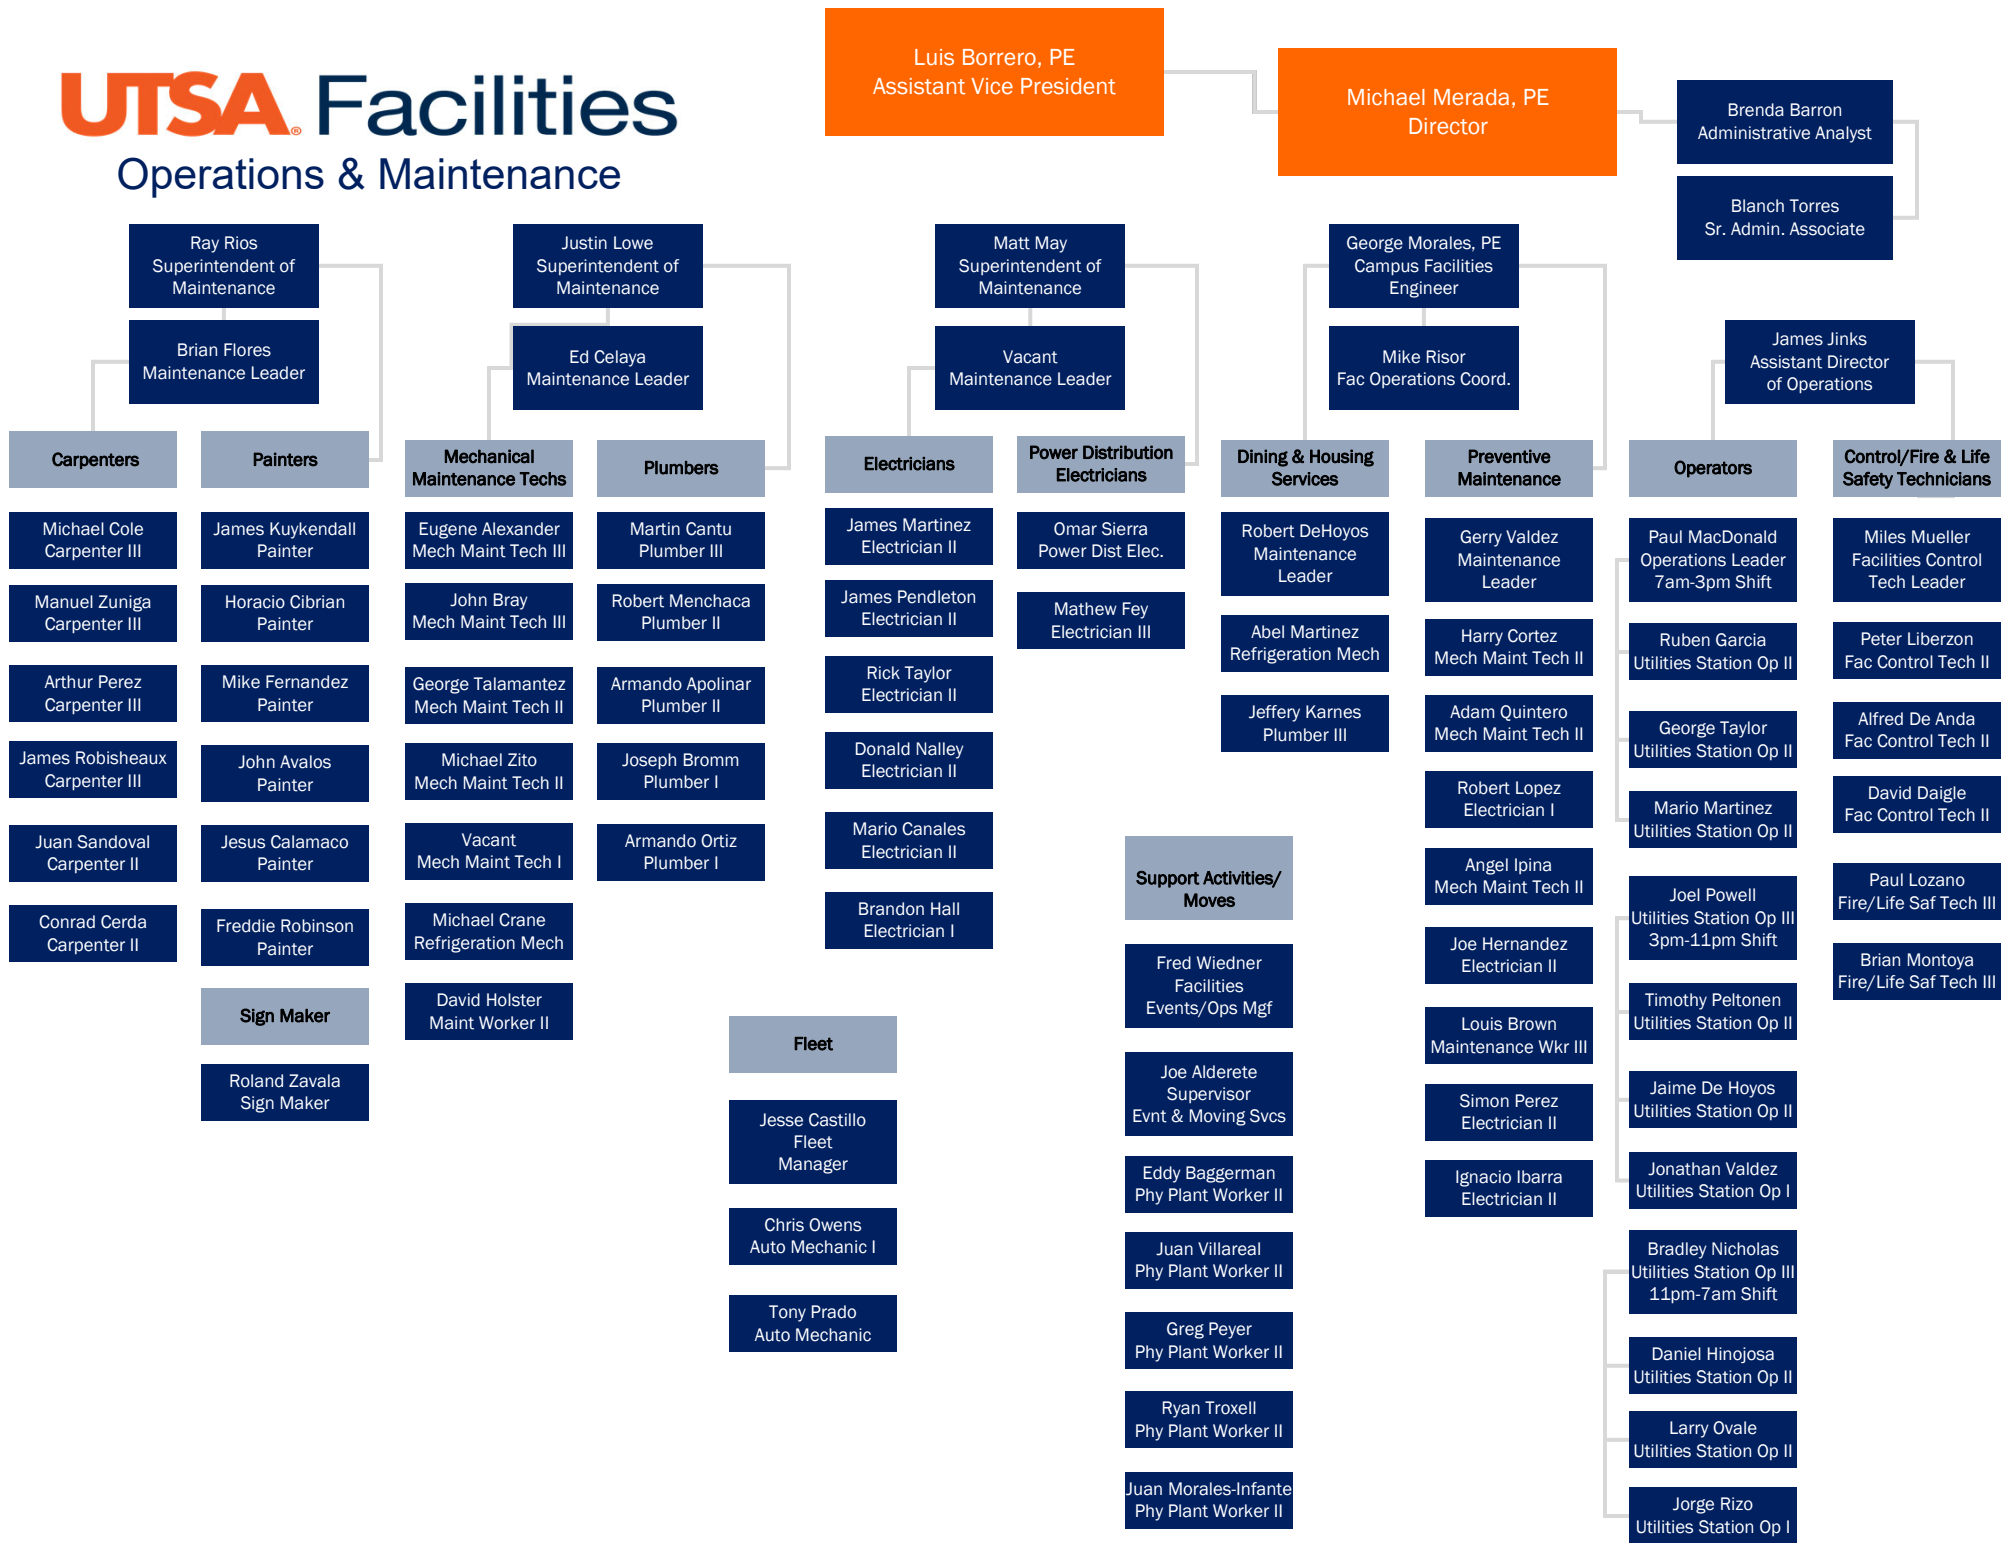 UTSA® Facilities
Operations & Maintenance
Luis Borrero, PE
Assistant Vice President
Michael Merada, PE
Director
Brenda Barron
Administrative Analyst
Blanch Torres
Sr. Admin. Associate
Ray Rios
Superintendent of
Maintenance
Brian Flores
Maintenance Leader
Justin Lowe
Superintendent of
Maintenance
Ed Celaya
Maintenance Leader
Matt May
Superintendent of
Maintenance
Vacant
Maintenance Leader
George Morales, PE
Campus Facilities
Engineer
Mike Risor
Fac Operations Coord.
James Jinks
Assistant Director
of Operations
Carpenters
Michael Cole
Carpenter III
Manuel Zuniga
Carpenter III
Arthur Perez
Carpenter III
James Robisheaux
Carpenter III
Juan Sandoval
Carpenter II
Conrad Cerda
Carpenter II
Painters
James Kuykendall
Painter
Horacio Cibrian
Painter
Mike Fernandez
Painter
John Avalos
Painter
Jesus Calamaco
Painter
Freddie Robinson
Painter
Sign Maker
Roland Zavala
Sign Maker
Mechanical
Maintenance Techs
Eugene Alexander
Mech Maint Tech III
John Bray
Mech Maint Tech III
George Talamantez
Mech Maint Tech II
Michael Zito
Mech Maint Tech II
Vacant
Mech Maint Tech I
Michael Crane
Refrigeration Mech
David Holster
Maint Worker II
Plumbers
Martin Cantu
Plumber III
Robert Menchaca
Plumber II
Armando Apolinar
Plumber II
Joseph Bromm
Plumber I
Armando Ortiz
Plumber I
Fleet
Jesse Castillo
Fleet
Manager
Chris Owens
Auto Mechanic I
Tony Prado
Auto Mechanic
Electricians
James Martinez
Electrician II
James Pendleton
Electrician II
Rick Taylor
Electrician II
Donald Nalley
Electrician II
Mario Canales
Electrician II
Brandon Hall
Electrician I
Power Distribution
Electricians
Omar Sierra
Power Dist Elec.
Mathew Fey
Electrician III
Support Activities/
Moves
Fred Wiedner
Facilities
Events/Ops Mgf
Joe Alderete
Supervisor
Evnt & Moving Svcs
Eddy Baggerman
Phy Plant Worker II
Juan Villareal
Phy Plant Worker II
Greg Peyer
Phy Plant Worker II
Ryan Troxell
Phy Plant Worker II
Juan Morales-Infante
Phy Plant Worker II
Dining & Housing
Services
Robert DeHoyos
Maintenance
Leader
Abel Martinez
Refrigeration Mech
Jeffery Karnes
Plumber III
Preventive
Maintenance
Gerry Valdez
Maintenance
Leader
Harry Cortez
Mech Maint Tech II
Adam Quintero
Mech Maint Tech II
Robert Lopez
Electrician I
Angel Ipina
Mech Maint Tech II
Joe Hernandez
Electrician II
Louis Brown
Maintenance Wkr III
Simon Perez
Electrician II
Ignacio Ibarra
Electrician II
Operators
Paul MacDonald
Operations Leader
7am-3pm Shift
Ruben Garcia
Utilities Station Op II
George Taylor
Utilities Station Op II
Mario Martinez
Utilities Station Op II
Joel Powell
Utilities Station Op III
3pm-11pm Shift
Timothy Peltonen
Utilities Station Op II
Jaime De Hoyos
Utilities Station Op II
Jonathan Valdez
Utilities Station Op I
Bradley Nicholas
Utilities Station Op III
11pm-7am Shift
Daniel Hinojosa
Utilities Station Op II
Larry Ovale
Utilities Station Op II
Jorge Rizo
Utilities Station Op I
Control/Fire & Life
Safety Technicians
Miles Mueller
Facilities Control
Tech Leader
Peter Liberzon
Fac Control Tech II
Alfred De Anda
Fac Control Tech II
David Daigle
Fac Control Tech II
Paul Lozano
Fire/Life Saf Tech III
Brian Montoya
Fire/Life Saf Tech III